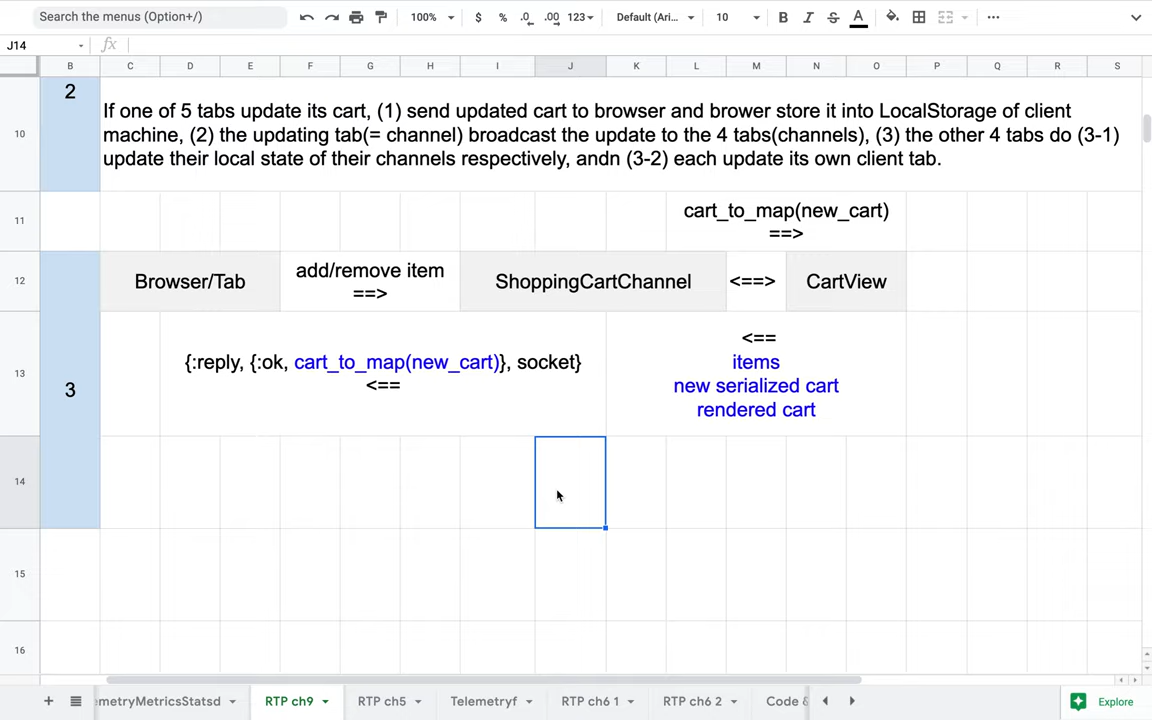 Search the menus (Option+/)
100%
$ % .0 .00 123
Default (Ari...
10
B I S A
J14
fx
B C D E F G H I J K L M N O P Q R S
2
10
If one of 5 tabs update its cart, (1) send updated cart to browser and brower store it into LocalStorage of client
machine, (2) the updating tab(= channel) broadcast the update to the 4 tabs(channels), (3) the other 4 tabs do (3-1)
update their local state of their channels respectively, andn (3-2) each update its own client tab.
11
cart_to_map(new_cart)
==>
12
Browser/Tab
add/remove item
==>
ShoppingCartChannel
<==>
CartView
13
3
{:reply, {:ok, cart_to_map(new_cart)}, socket}
<==
<==
items
new serialized cart
rendered cart
14
15
16
+
emetryMetricsStatsd
RTP ch9
RTP ch5
Telemetryf
RTP ch6 1
RTP ch6 2
Code &
Explore